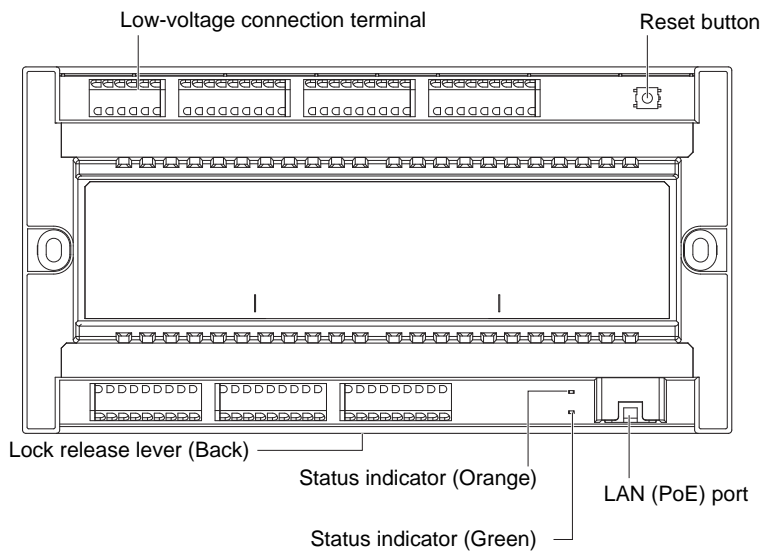 Low-voltage connection terminal
Reset button
Lock release lever (Back)
Status indicator (Orange)
LAN (PoE) port
Status indicator (Green)